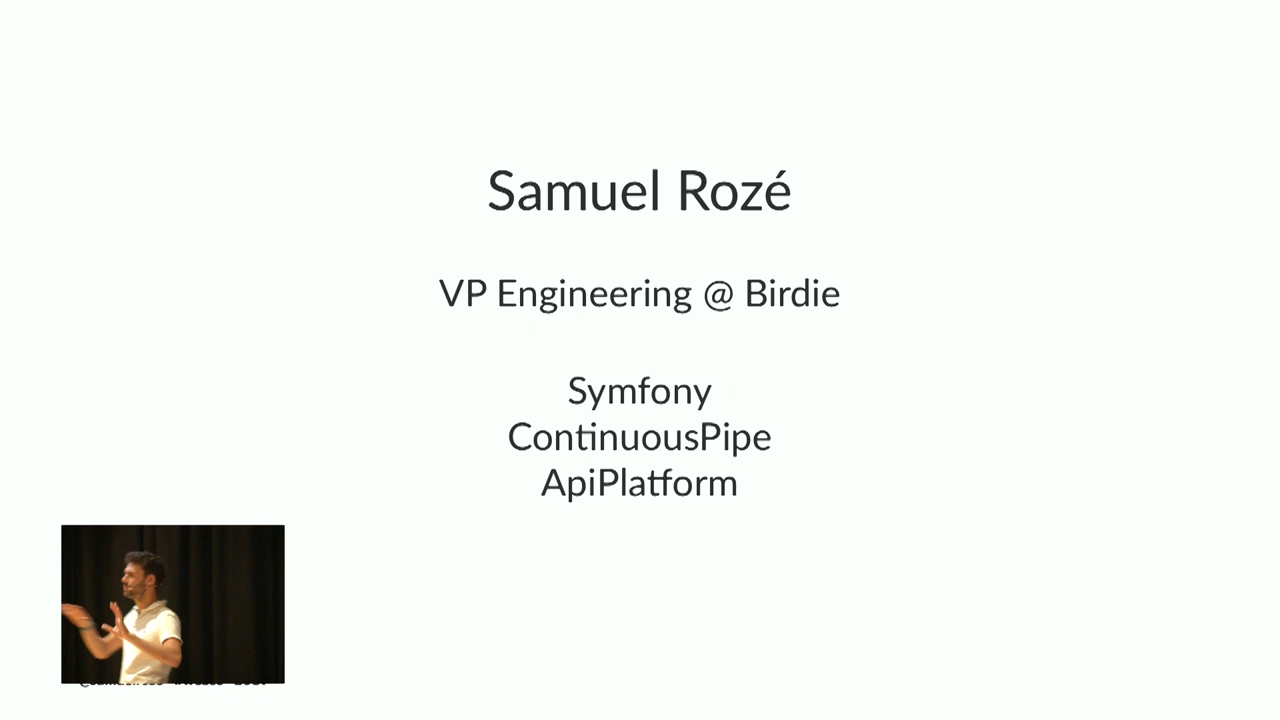 Samuel Rozé
VP Engineering @ Birdie
Symfony
ContinuousPipe
ApiPlatform